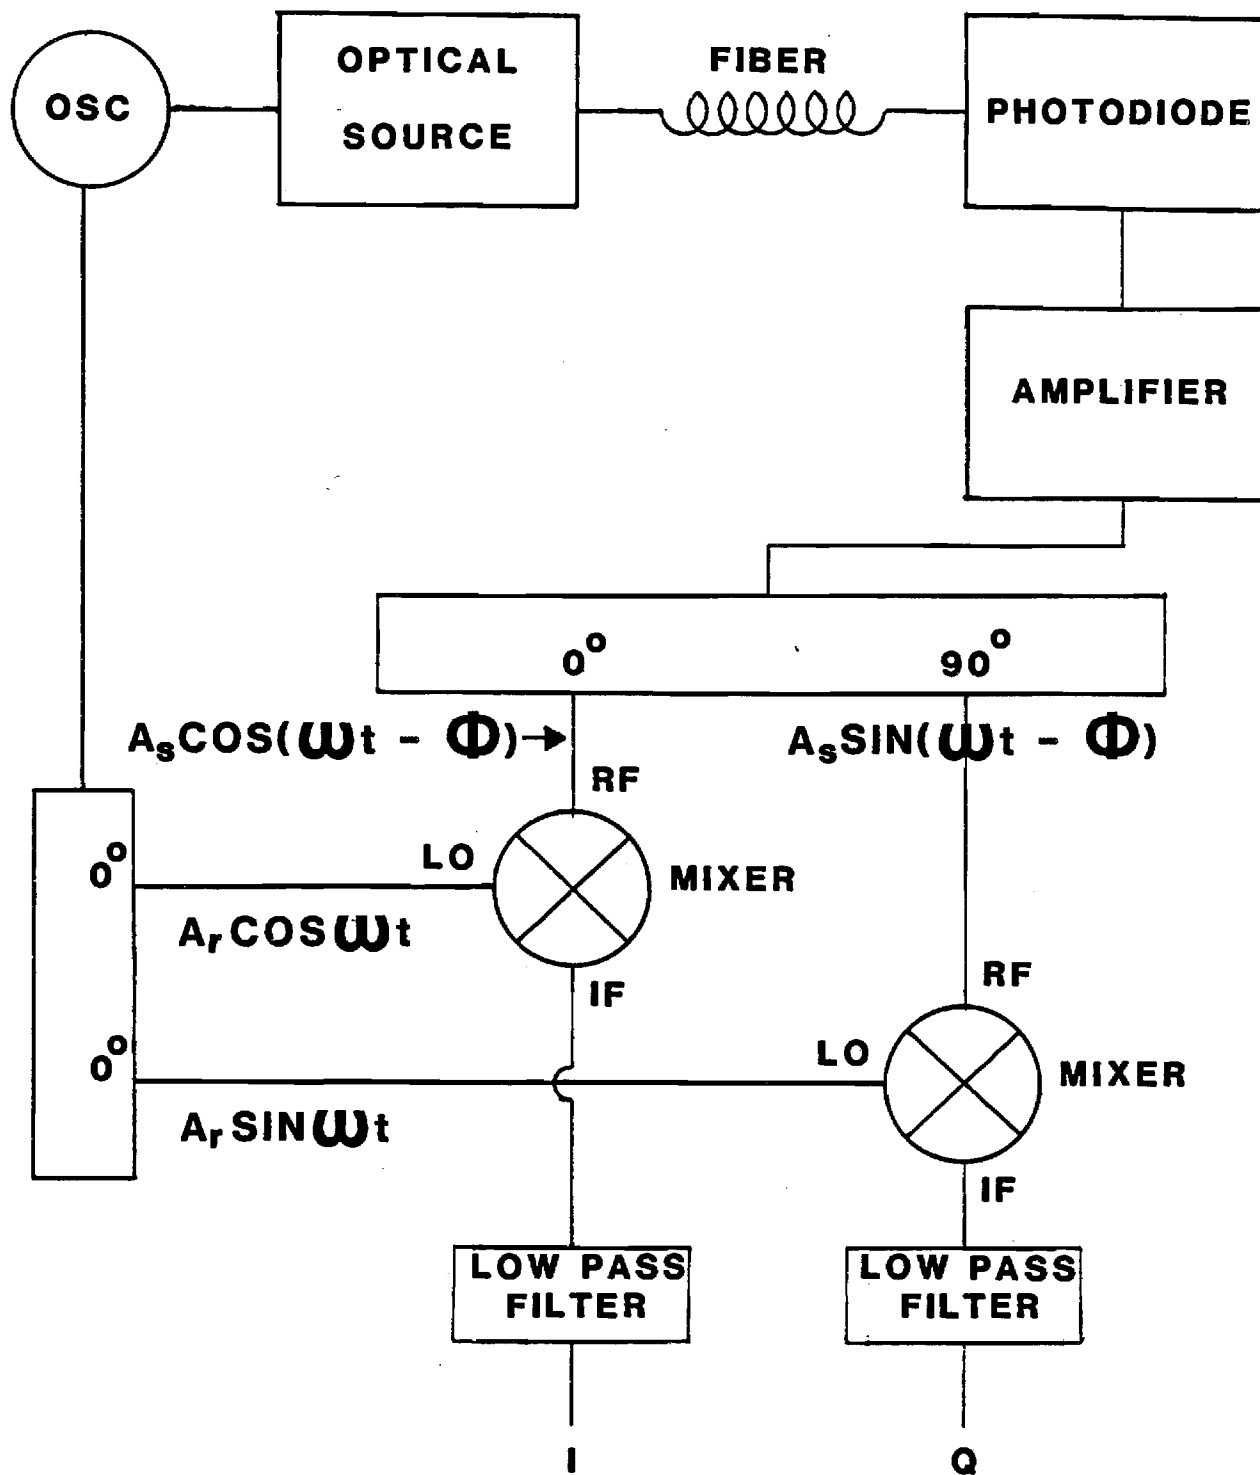 OSC
OPTICAL
SOURCE
FIBER
PHOTODIODE
AMPLIFIER
0° 90°
AₛCOS(ωt - Φ) AₛSIN(ωt - Φ)
RF
0° LO MIXER
AᵣCOSωt
IF RF
0° LO MIXER
AᵣSINωt
IF
LOW PASS
FILTER
LOW PASS
FILTER
I Q